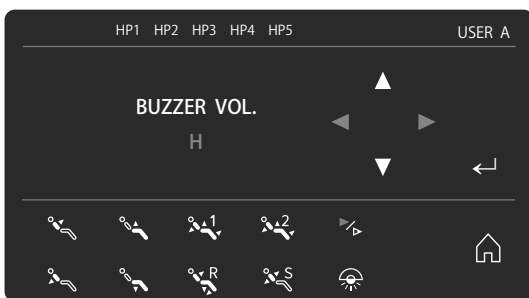 HP1 HP2 HP3 HP4 HP5 USER A
BUZZER VOL.
H
1 2
R S